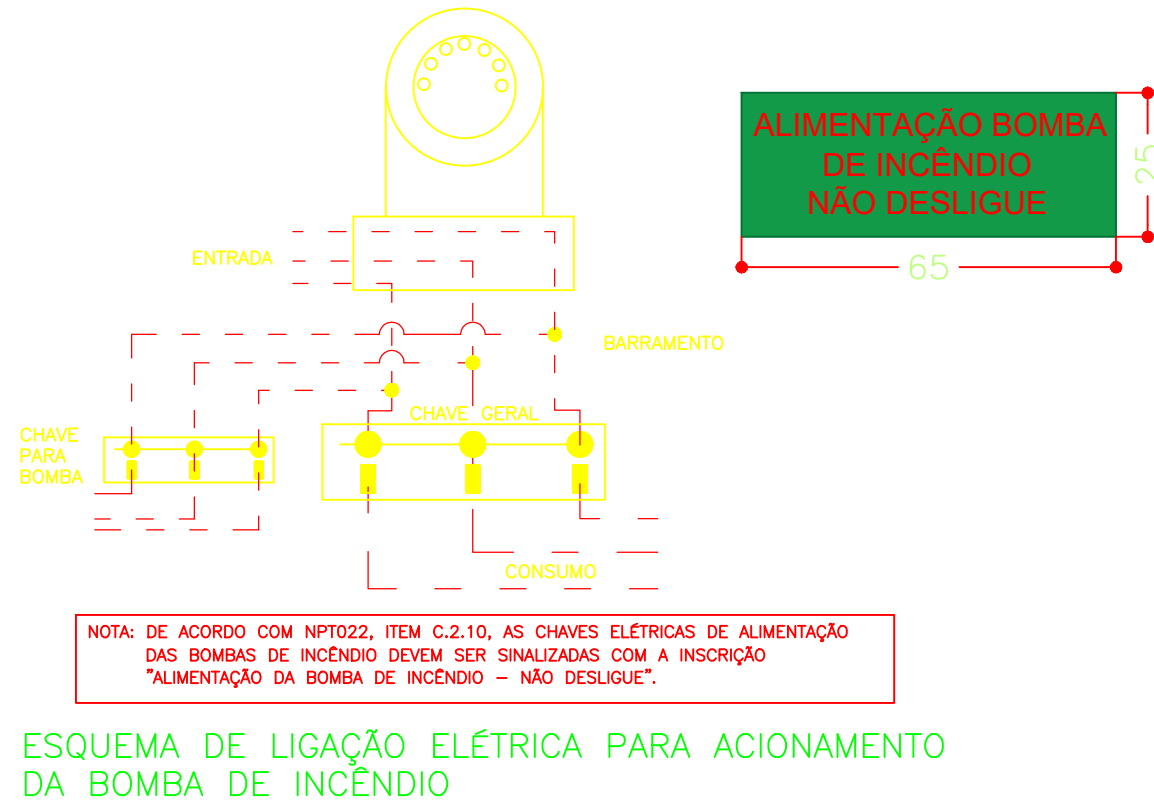 ALIMENTAÇÃO BOMBA
DE INCÊNDIO
NÃO DESLIGUE
25
65
ENTRADA
BARRAMENTO
CHAVE GERAL
CHAVE
PARA
BOMBA
CONSUMO
NOTA: DE ACORDO COM NPT022, ITEM C.2.10, AS CHAVES ELÉTRICAS DE ALIMENTAÇÃO
DAS BOMBAS DE INCÊNDIO DEVEM SER SINALIZADAS COM A INSCRIÇÃO
"ALIMENTAÇÃO DA BOMBA DE INCÊNDIO – NÃO DESLIGUE".
ESQUEMA DE LIGAÇÃO ELÉTRICA PARA ACIONAMENTO
DA BOMBA DE INCÊNDIO